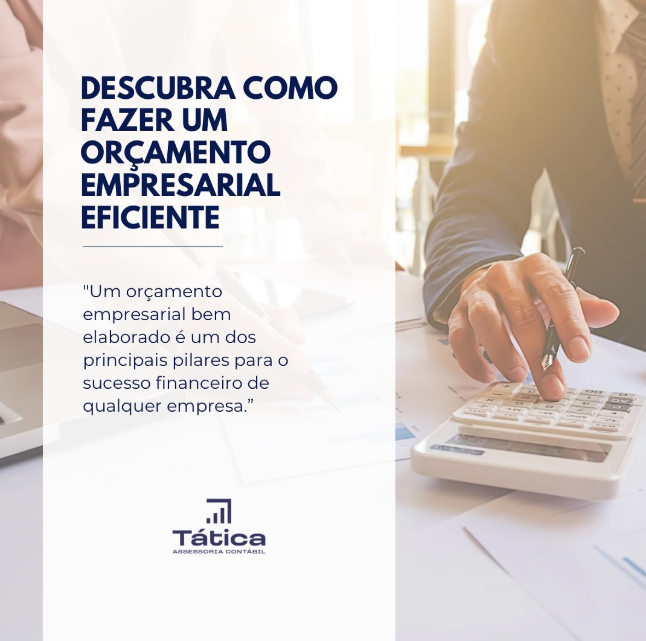 DESCUBRA COMO
FAZER UM
ORÇAMENTO
EMPRESARIAL
EFICIENTE
"Um orçamento
empresarial bem
elaborado é um dos
principais pilares para o
sucesso financeiro de
qualquer empresa.”
Tática
ASSESSORIA CONTÁBIL